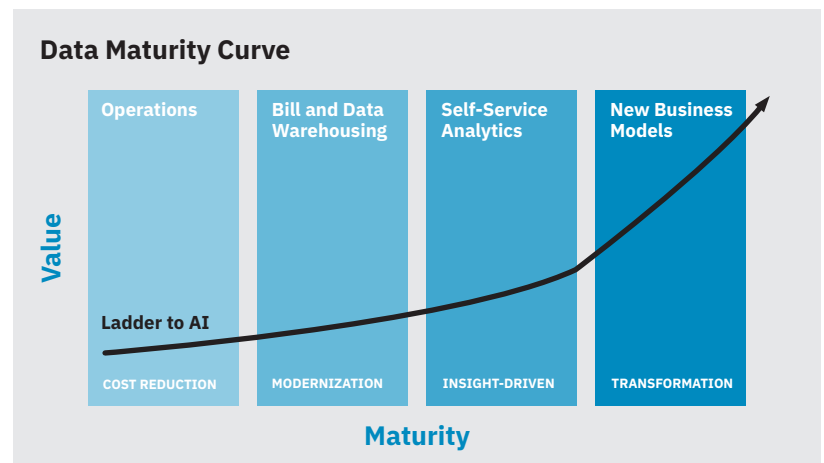 Data Maturity Curve
Operations
Bill and Data
Warehousing
Self-Service
Analytics
New Business
Models
Value
Ladder to AI
COST REDUCTION
MODERNIZATION
INSIGHT-DRIVEN
TRANSFORMATION
Maturity